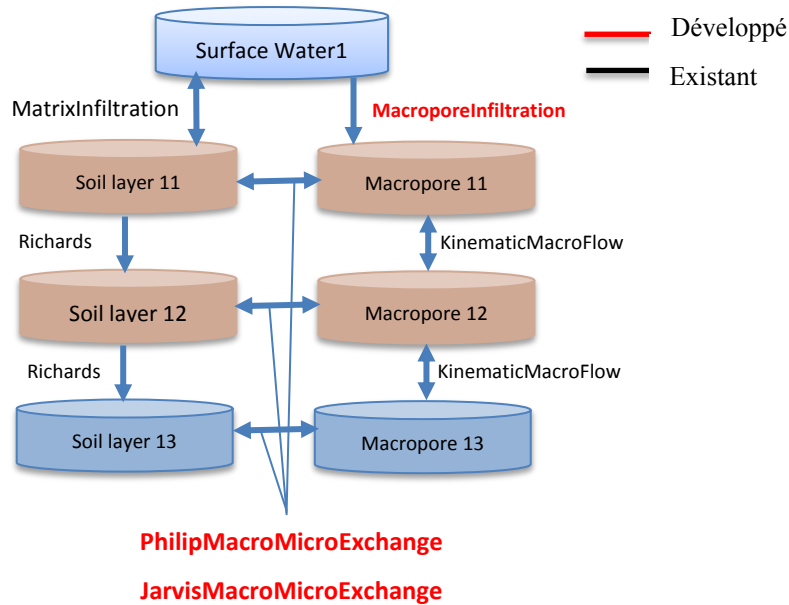 Surface Water1
Développé
Existant
MatrixInfiltration
MacroporeInfiltration
Soil layer 11
Macropore 11
Richards
KinematicMacroFlow
Soil layer 12
Macropore 12
Richards
KinematicMacroFlow
Soil layer 13
Macropore 13
PhilipMacroMicroExchange
JarvisMacroMicroExchange